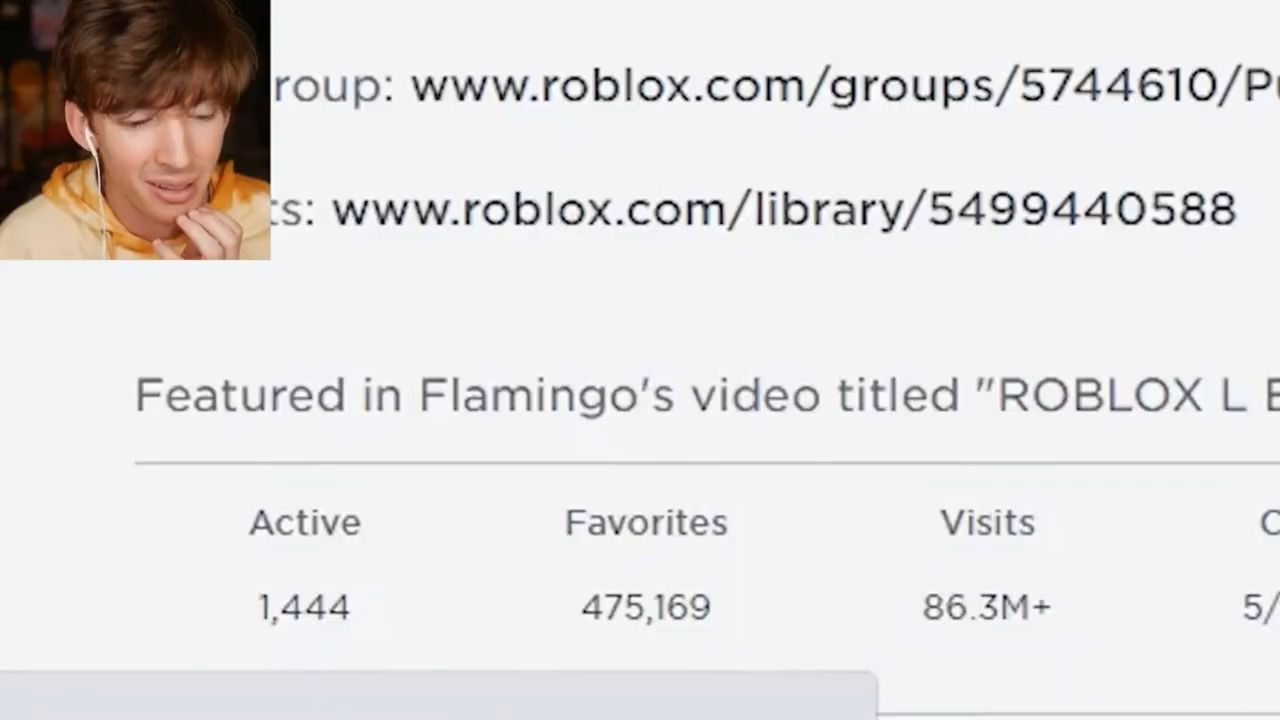 roup: www.roblox.com/groups/5744610/P
ts: www.roblox.com/library/5499440588
Featured in Flamingo's video titled "ROBLOX L
Active Favorites Visits
1,444 475,169 86.3M+ 5/